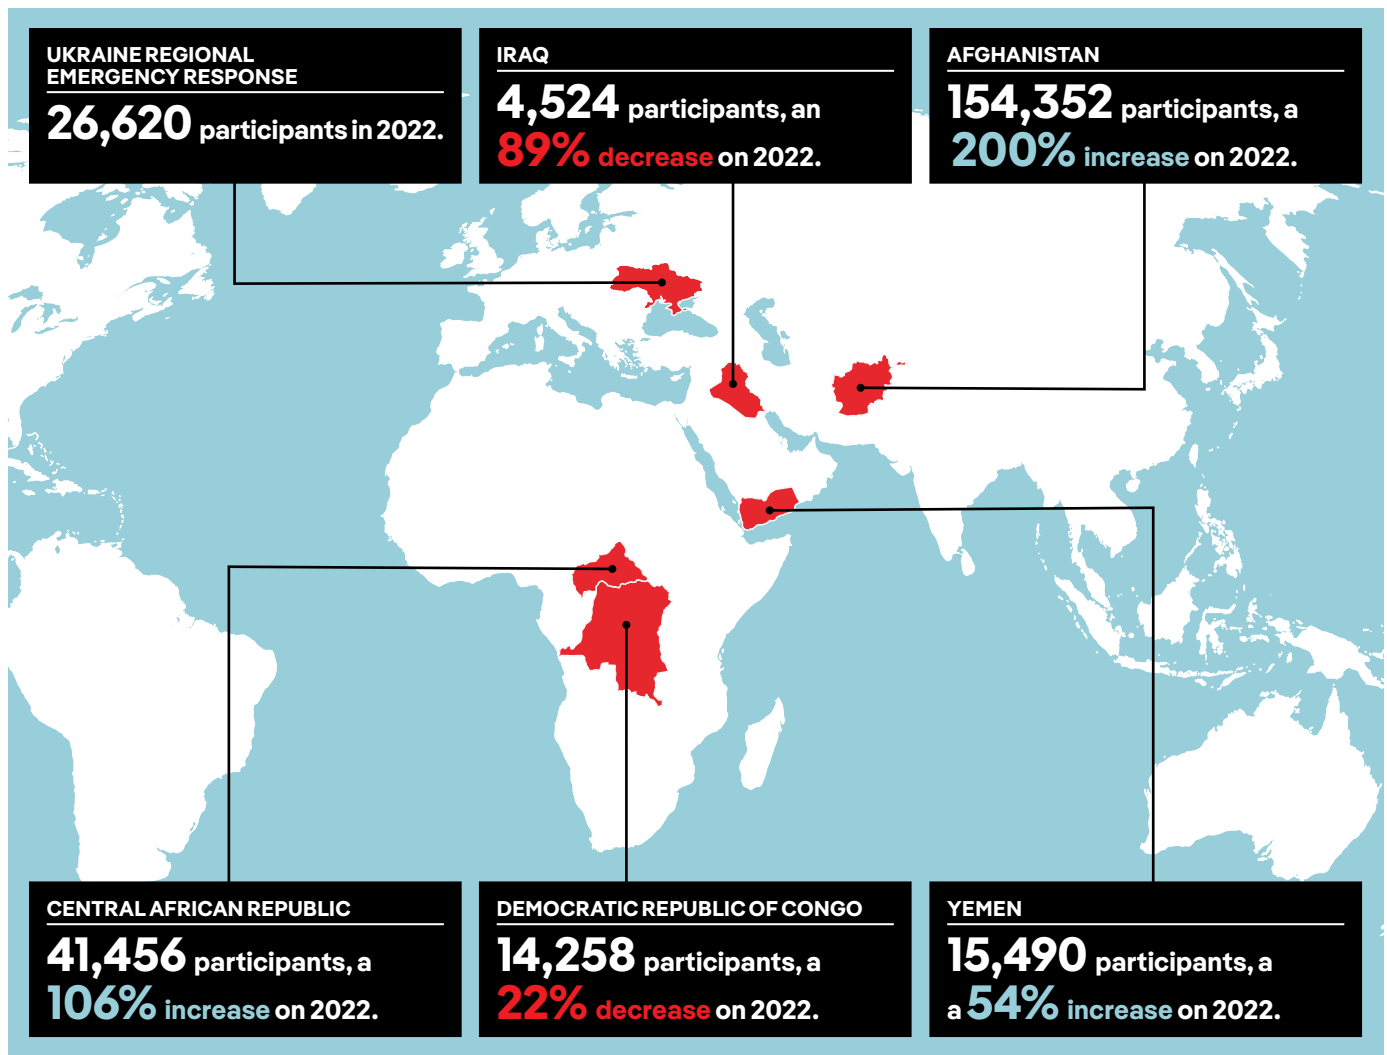 UKRAINE REGIONAL
EMERGENCY RESPONSE
26,620 participants in 2022.
IRAQ
4,524 participants, an
89% decrease on 2022.
AFGHANISTAN
154,352 participants, a
200% increase on 2022.
CENTRAL AFRICAN REPUBLIC
41,456 participants, a
106% increase on 2022.
DEMOCRATIC REPUBLIC OF CONGO
14,258 participants, a
22% decrease on 2022.
YEMEN
15,490 participants, a
a 54% increase on 2022.